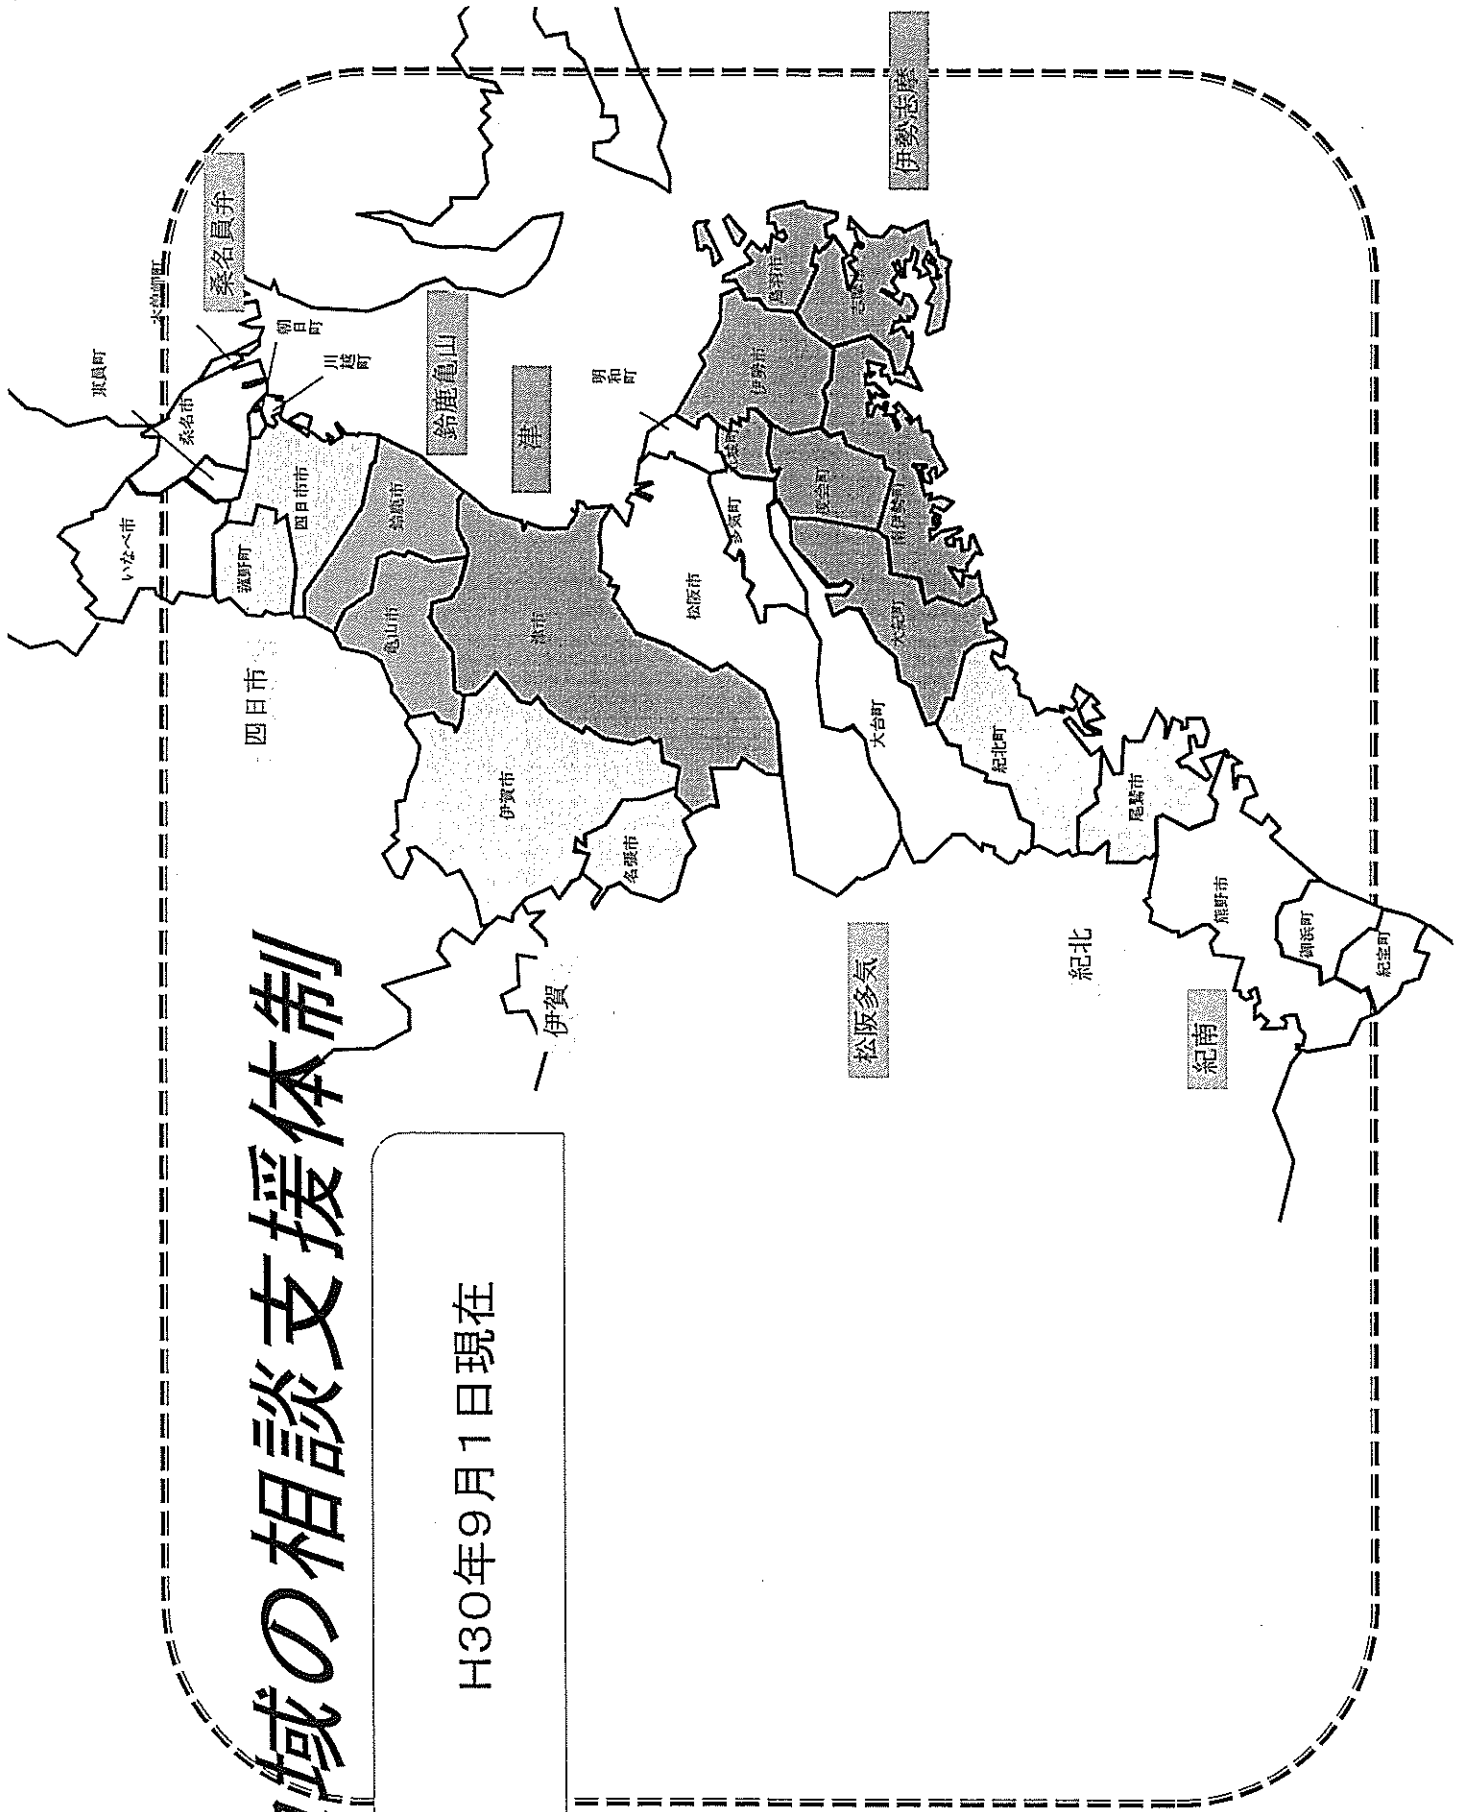 域の相談支援体制
H30年9月1日現在
東員町
木曽岬町
桑名員弁
いなべ市
桑名市
朝日町
川越町
四日市
菰野町
四日市市
鈴鹿亀山
鈴鹿市
亀山市
津
津市
伊賀
伊賀市
名張市
明和町
松阪市
多気町
松阪多気
大台町
伊勢志摩
鳥羽市
伊勢市
玉城町
度会町
南伊勢町
大紀町
紀北
紀北町
尾鷲市
紀南
熊野市
御浜町
紀宝町